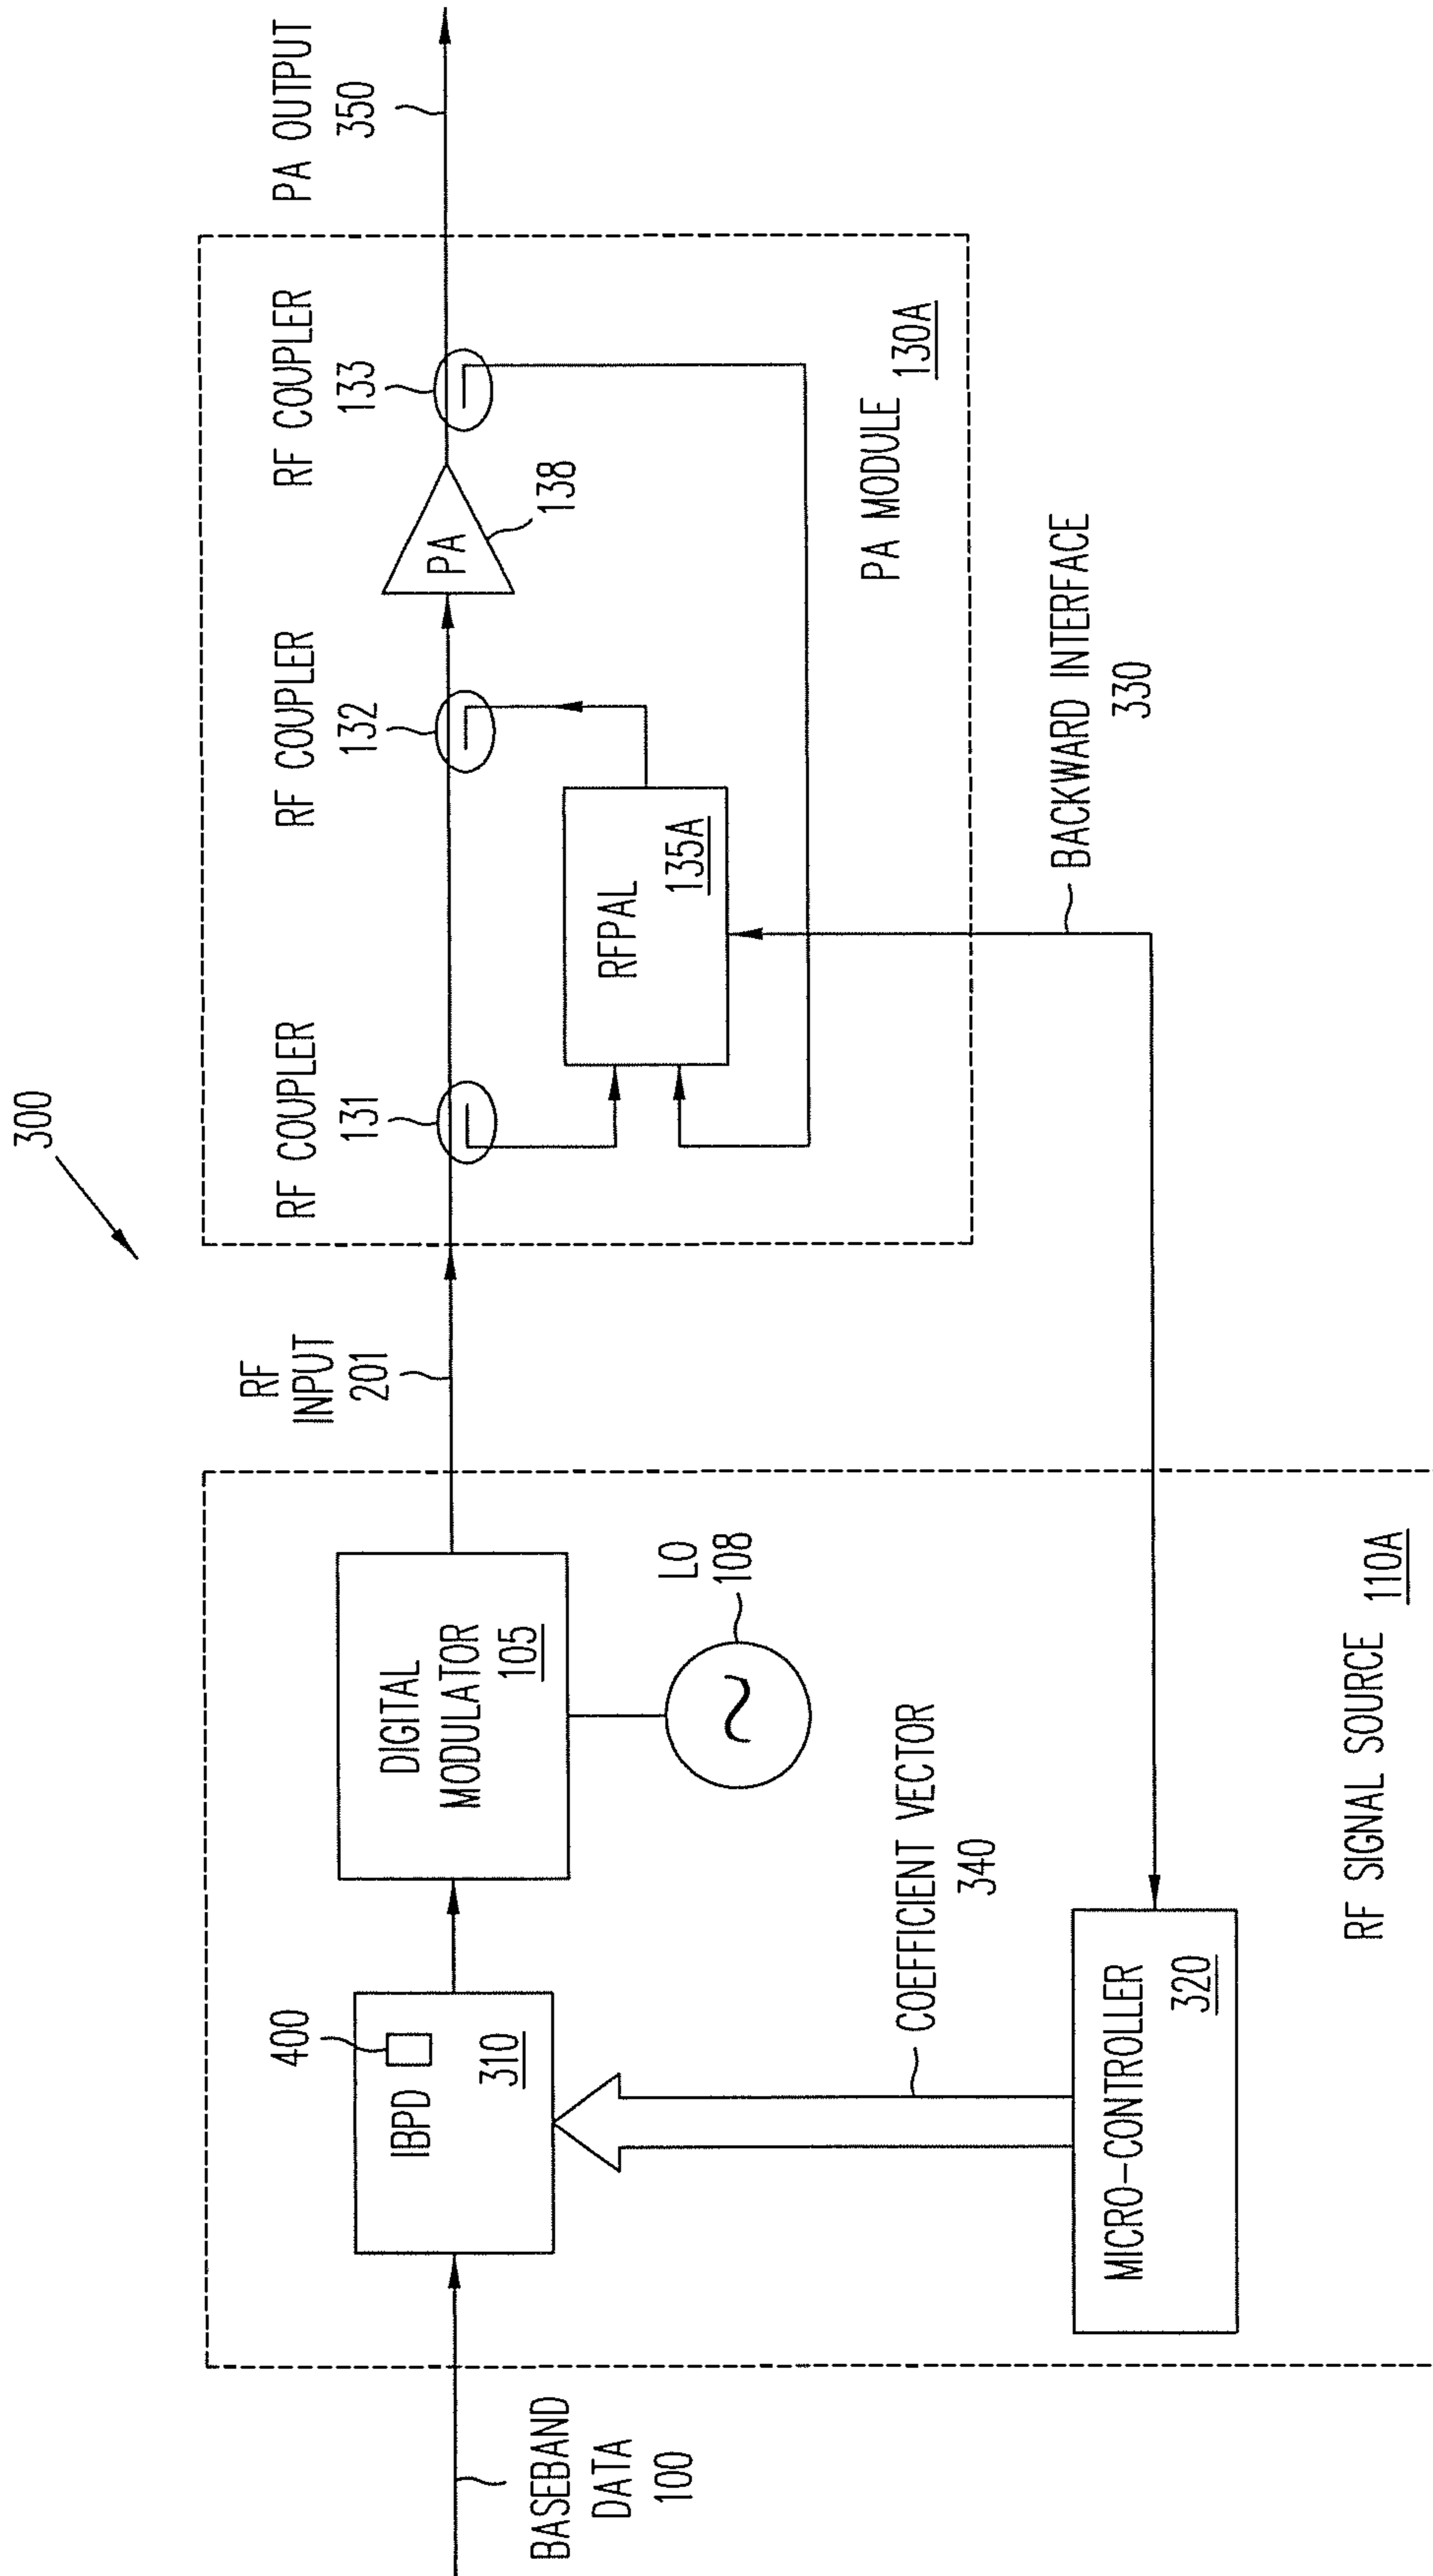 300
BASEBAND
DATA
100
IBPD
400
310
DIGITAL
MODULATOR
105
LO
108
COEFFICIENT VECTOR
340
MICRO-CONTROLLER
320
RF SIGNAL SOURCE 110A
RF
INPUT
201
RF COUPLER
131
RF COUPLER
132
RF COUPLER
133
RFPAL
135A
PA
138
PA MODULE 130A
BACKWARD INTERFACE
330
PA OUTPUT
350